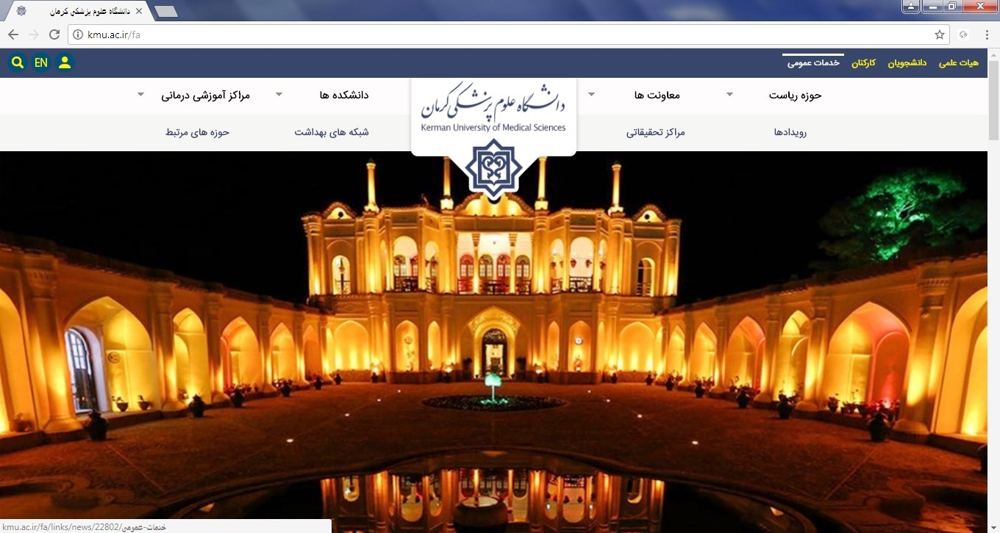 دانشگاه علوم پزشکی کرمان
kmu.ac.ir/fa
EN
هیات علمی
دانشجویان
کارکنان
خدمات عمومی
حوزه ریاست
معاونت ها
دانشکده ها
مراکز آموزشی درمانی
دانشگاه علوم پزشکی کرمان
Kerman University of Medical Sciences
رویدادها
مراکز تحقیقاتی
شبکه های بهداشت
حوزه های مرتبط
kmu.ac.ir/fa/links/news/22802/خدمات-عمومی